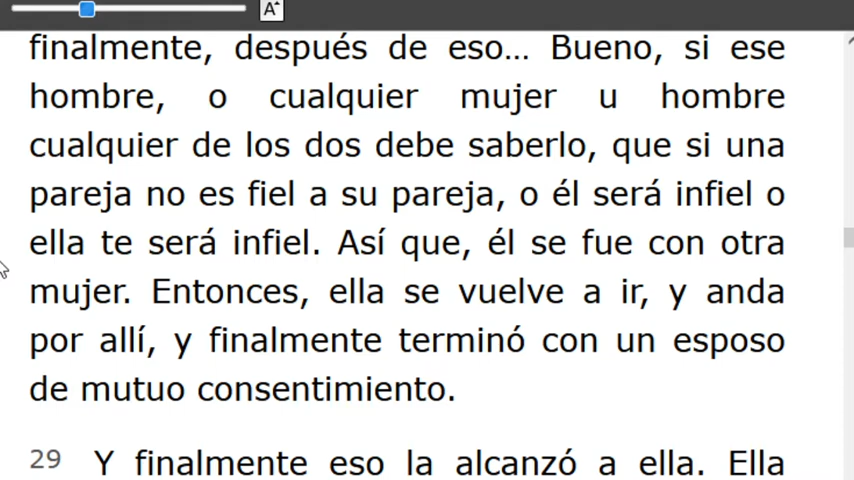 A
finalmente, después de eso... Bueno, si ese
hombre, o cualquier mujer u hombre
cualquier de los dos debe saberlo, que si una
pareja no es fiel a su pareja, o él será infiel o
ella te será infiel. Así que, él se fue con otra
mujer. Entonces, ella se vuelve a ir, y anda
por allí, y finalmente terminó con un esposo
de mutuo consentimiento.
29 Y finalmente eso la alcanzó a ella. Ella